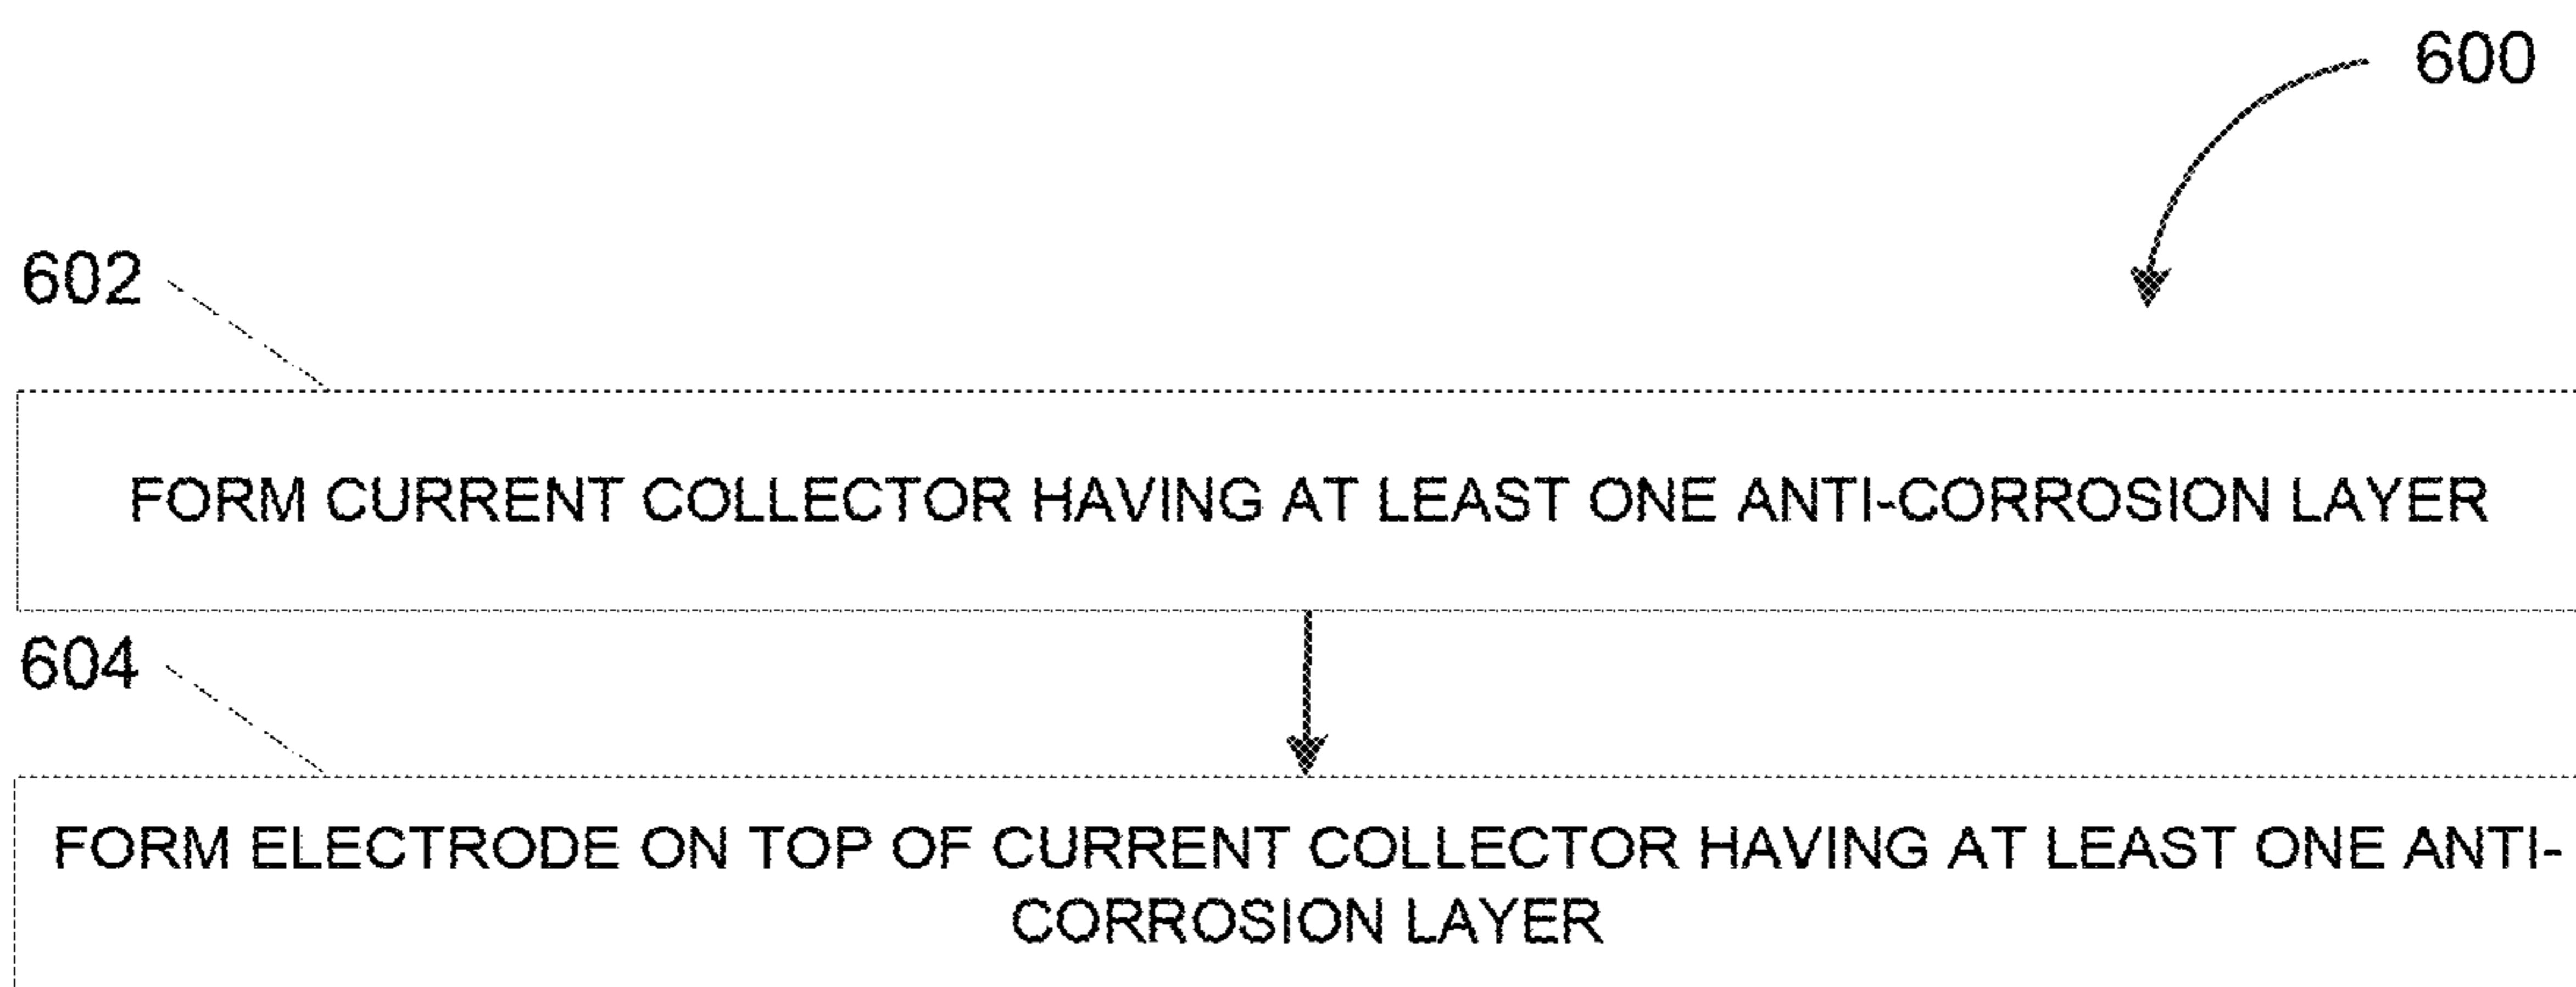 600
602
FORM CURRENT COLLECTOR HAVING AT LEAST ONE ANTI-CORROSION LAYER
604
FORM ELECTRODE ON TOP OF CURRENT COLLECTOR HAVING AT LEAST ONE ANTI-
CORROSION LAYER